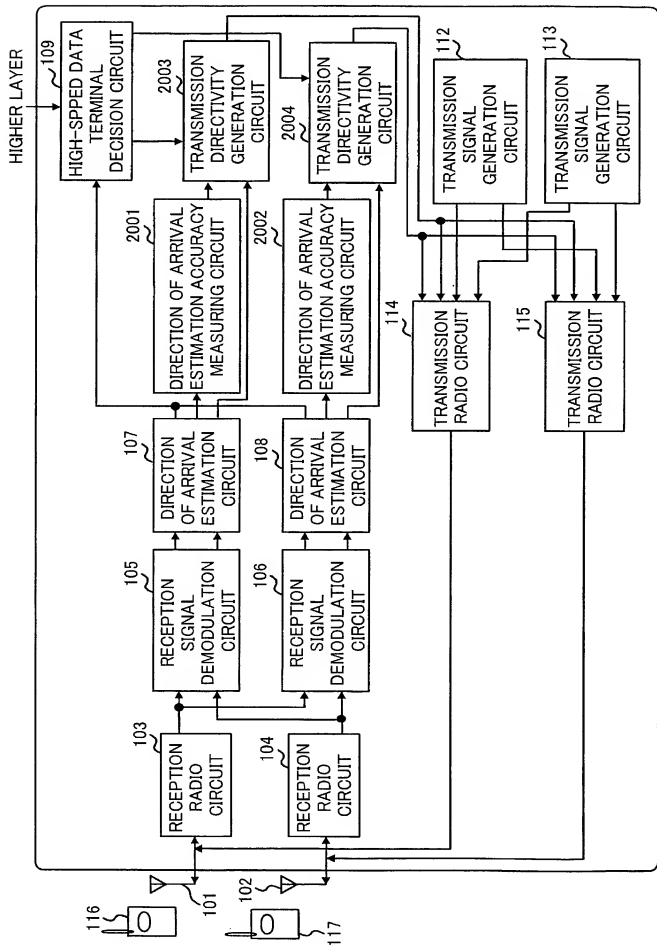 HIGHER LAYER
109
HIGH-SPPED DATA
TERMINAL
DECISION CIRCUIT
2003
TRANSMISSION
DIRECTIVITY
GENERATION
CIRCUIT
2004
TRANSMISSION
DIRECTIVITY
GENERATION
CIRCUIT
112
TRANSMISSION
SIGNAL
GENERATION
CIRCUIT
113
TRANSMISSION
SIGNAL
GENERATION
CIRCUIT
2001
DIRECTION OF ARRIVAL
ESTIMATION ACCURACY
MEASURING CIRCUIT
2002
DIRECTION OF ARRIVAL
ESTIMATION ACCURACY
MEASURING CIRCUIT
114
TRANSMISSION
RADIO CIRCUIT
115
TRANSMISSION
RADIO CIRCUIT
107
DIRECTION
OF ARRIVAL
ESTIMATION
CIRCUIT
108
DIRECTION
OF ARRIVAL
ESTIMATION
CIRCUIT
105
RECEPTION
SIGNAL
DEMODULATION
CIRCUIT
106
RECEPTION
SIGNAL
DEMODULATION
CIRCUIT
103
RECEPTION
RADIO
CIRCUIT
104
RECEPTION
RADIO
CIRCUIT
101
102
116
117